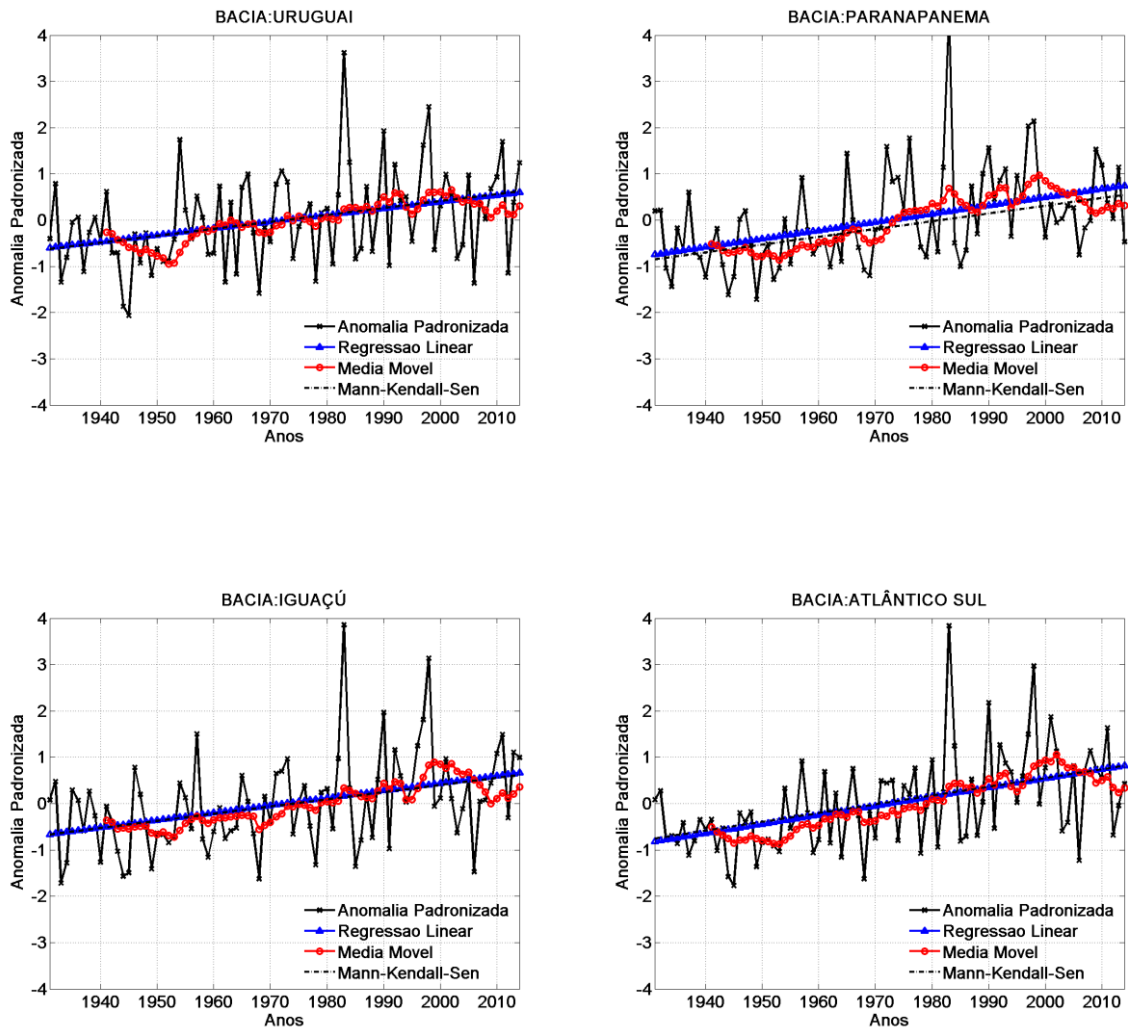 BACIA:URUGUAI
4
3
2
1
0
-1
-2
-3
-4
Anomalia Padronizada
Anomalia Padronizada
Regressao Linear
Media Movel
Mann-Kendall-Sen
1940 1950 1960 1970 1980 1990 2000 2010
Anos
BACIA:PARANAPANEMA
4
3
2
1
0
-1
-2
-3
-4
Anomalia Padronizada
Anomalia Padronizada
Regressao Linear
Media Movel
Mann-Kendall-Sen
1940 1950 1960 1970 1980 1990 2000 2010
Anos
BACIA:IGUAÇÚ
4
3
2
1
0
-1
-2
-3
-4
Anomalia Padronizada
Anomalia Padronizada
Regressao Linear
Media Movel
Mann-Kendall-Sen
1940 1950 1960 1970 1980 1990 2000 2010
Anos
BACIA:ATLÂNTICO SUL
4
3
2
1
0
-1
-2
-3
-4
Anomalia Padronizada
Anomalia Padronizada
Regressao Linear
Media Movel
Mann-Kendall-Sen
1940 1950 1960 1970 1980 1990 2000 2010
Anos